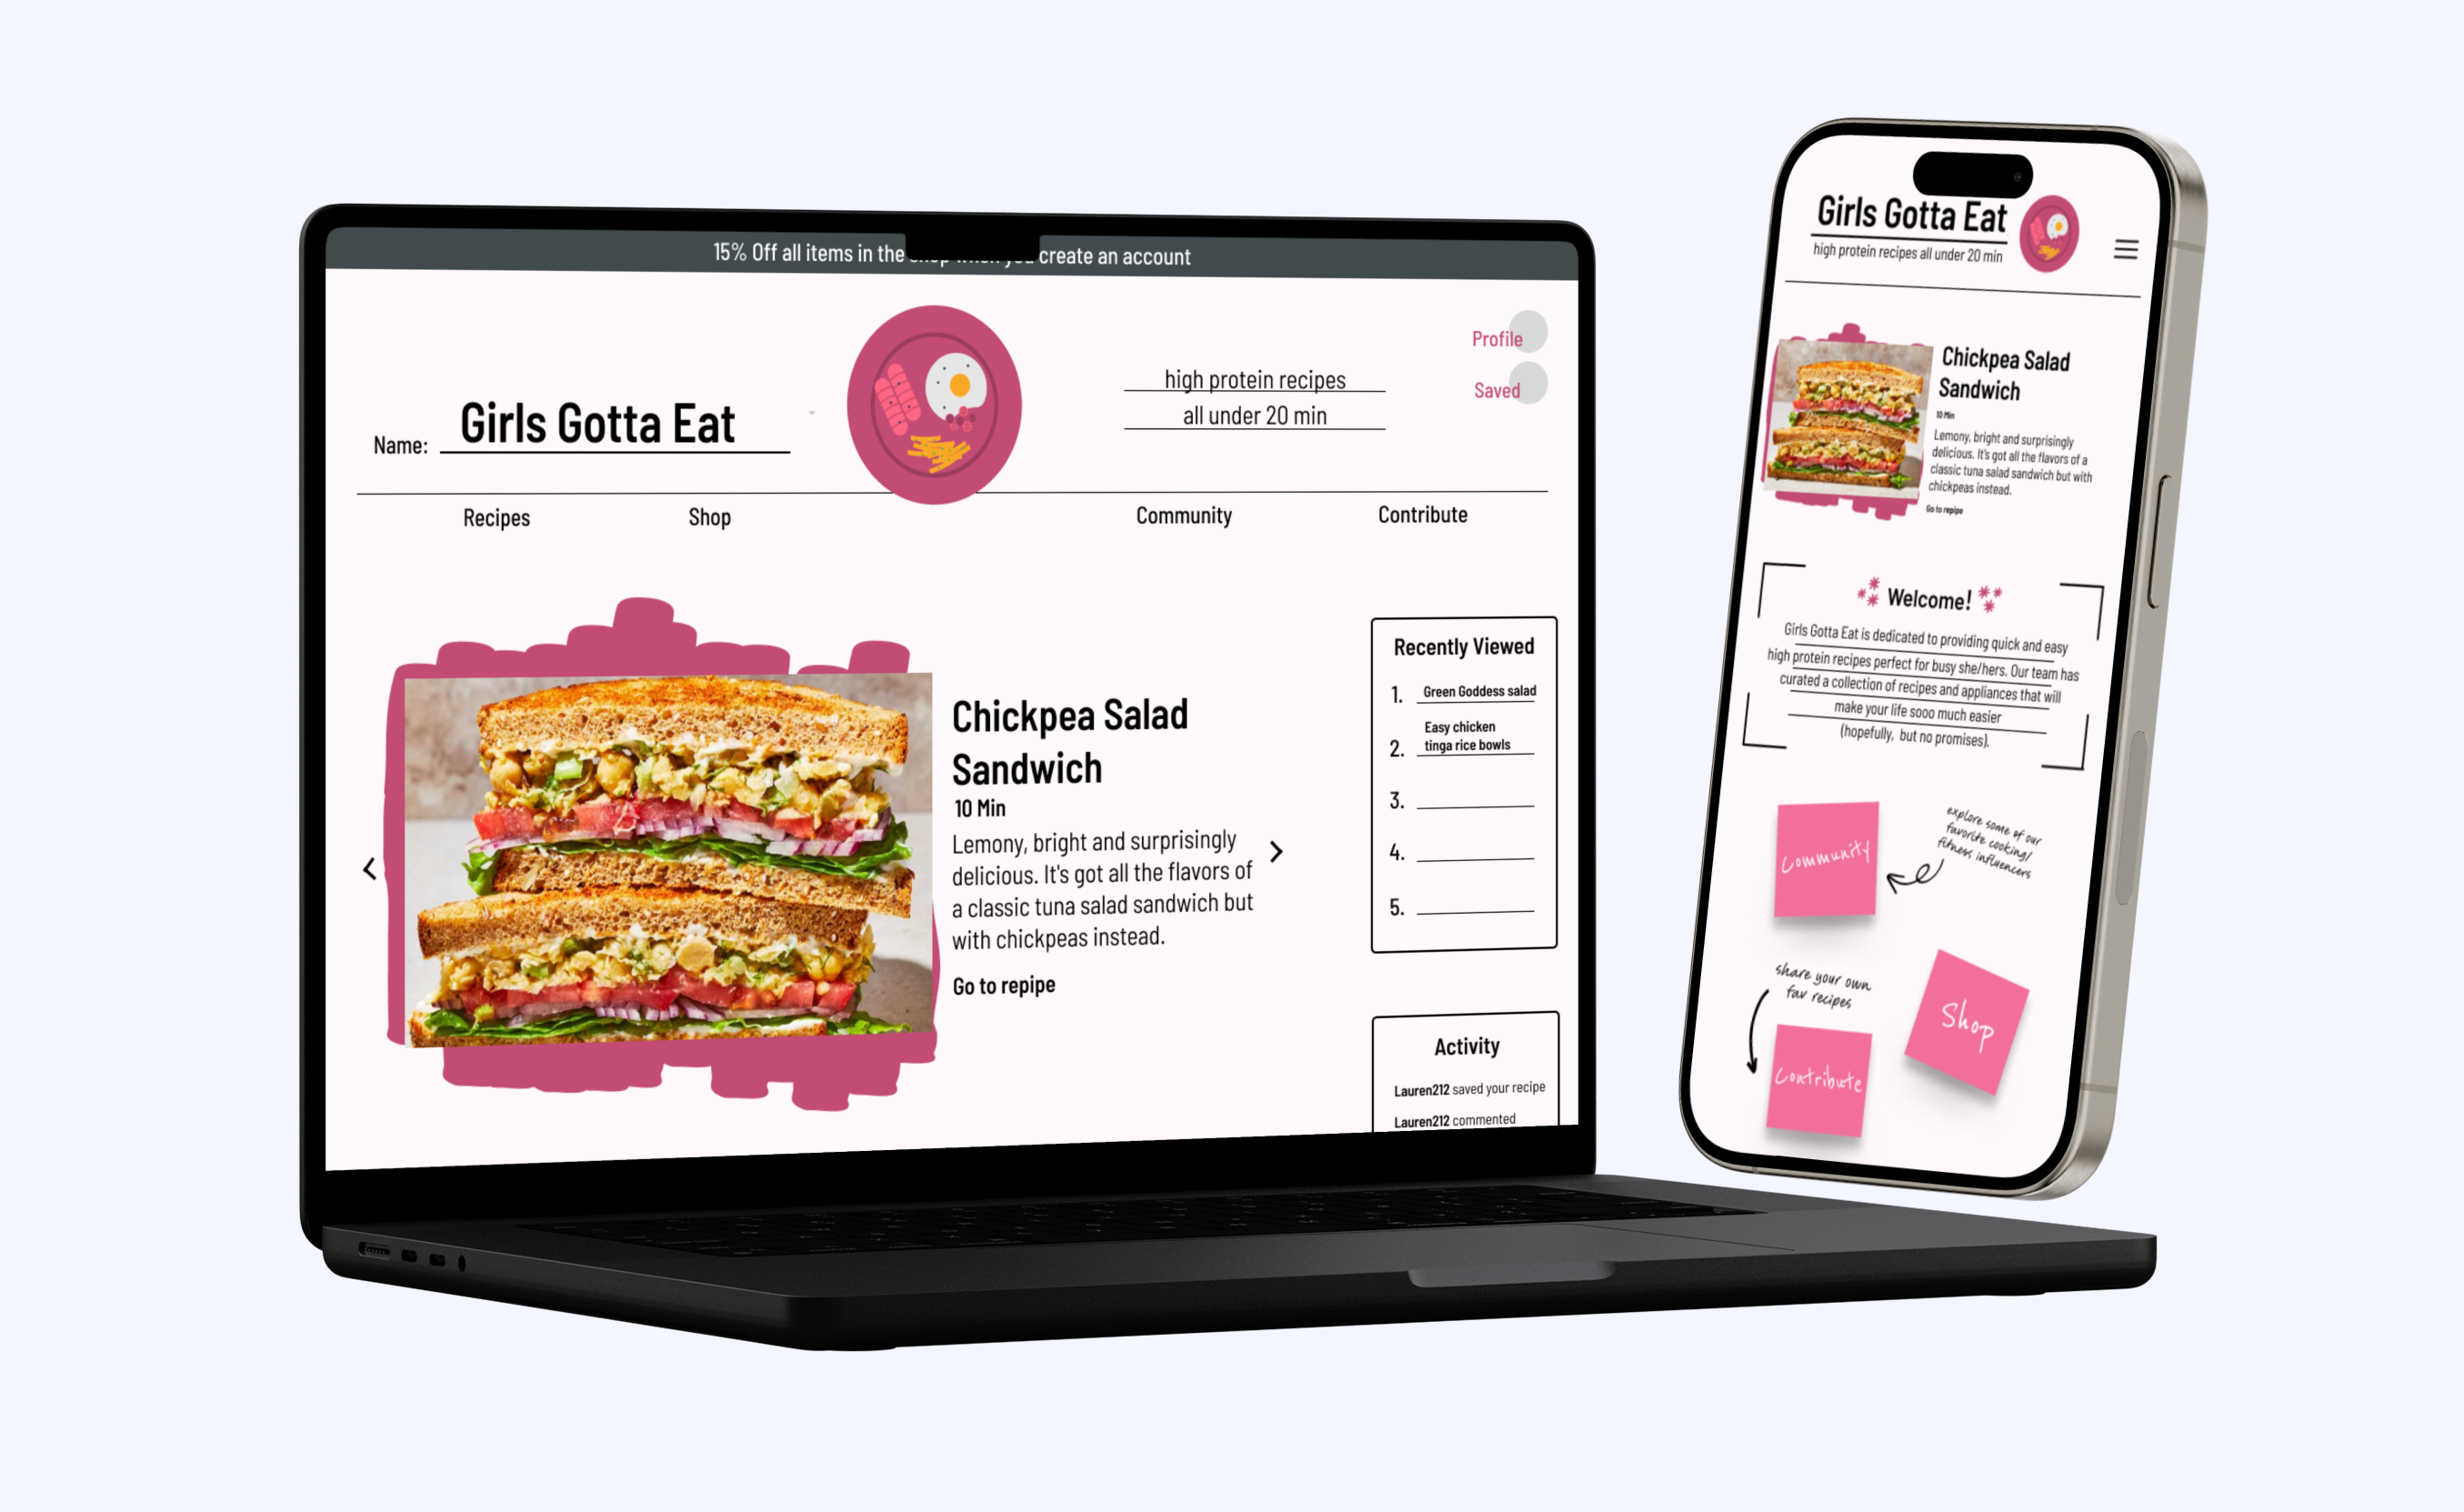 15% Off all items in the shop when you create an account
Profile
Saved
Name: Girls Gotta Eat
high protein recipes
all under 20 min
Recipes
Shop
Community
Contribute
Chickpea Salad
Sandwich
10 Min
Lemony, bright and surprisingly
delicious. It's got all the flavors of
a classic tuna salad sandwich but
with chickpeas instead.
Go to repipe
Recently Viewed
1. Green Goddess salad
2. Easy chicken
tinga rice bowls
3.
4.
5.
Activity
Lauren212 saved your recipe
Lauren212 commented
Girls Gotta Eat
high protein recipes all under 20 min
Chickpea Salad
Sandwich
10 Min
Lemony, bright and surprisingly
delicious. It's got all the flavors of a
classic tuna salad sandwich but with
chickpeas instead.
Go to repipe
Welcome!
Girls Gotta Eat is dedicated to providing quick and easy
high protein recipes perfect for busy she/hers. Our team has
curated a collection of recipes and appliances that will
make your life sooo much easier
(hopefully, but no promises).
Community
explore some of our
favorite cooking/
fitness influencers
share your own
fav recipes
Shop
Contribute